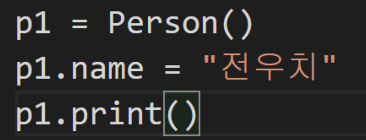 p1 = Person()
p1.name = "전우치"
p1.print()